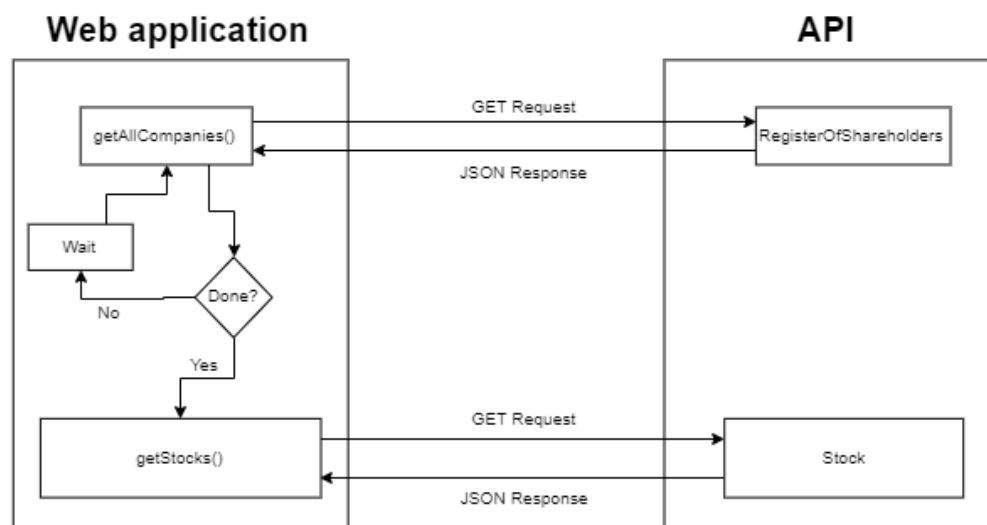 Web application
API
GET Request
getAllCompanies()
RegisterOfShareholders
JSON Response
Wait
Done?
No
Yes
GET Request
getStocks()
Stock
JSON Response